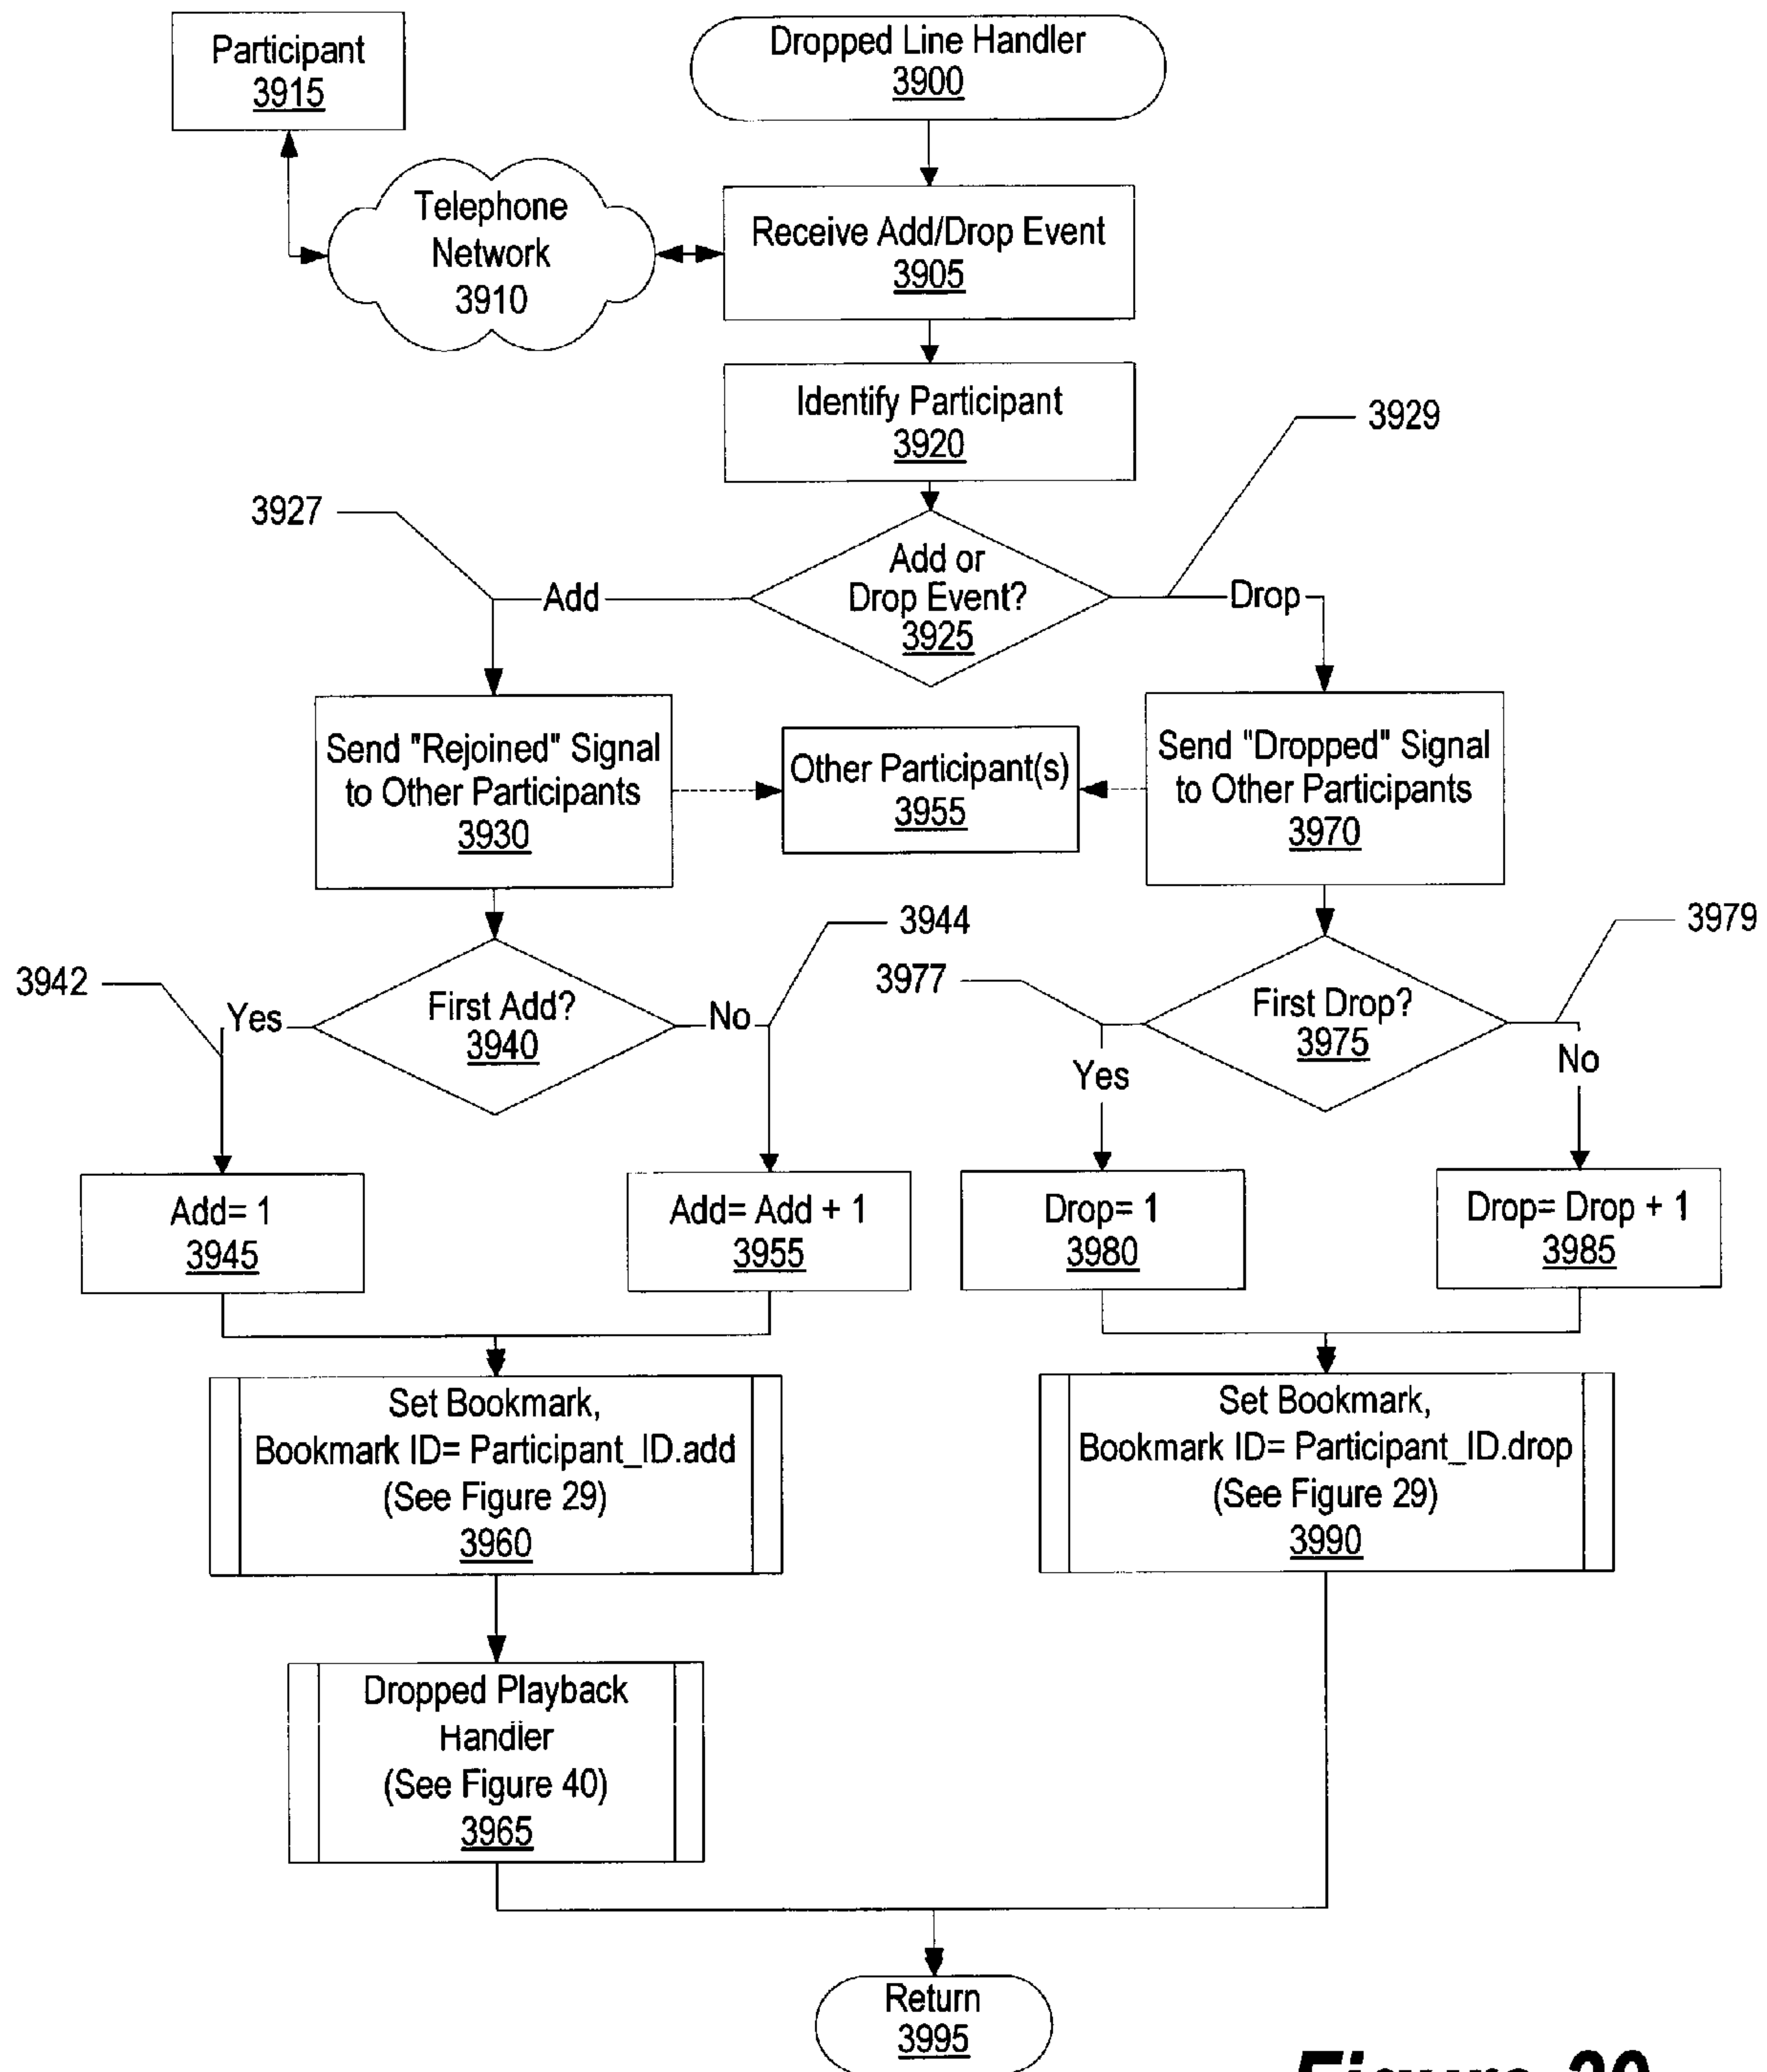 Participant
3915
Dropped Line Handler
3900
Telephone
Network
3910
Receive Add/Drop Event
3905
Identify Participant
3920
3929
3927
Add or
Drop Event?
3925
Add
Drop
Send "Rejoined" Signal
to Other Participants
3930
Other Participant(s)
3955
Send "Dropped" Signal
to Other Participants
3970
3944
3979
3942
3977
Yes
First Add?
3940
No
First Drop?
3975
Yes
No
Add= 1
3945
Add= Add + 1
3955
Drop= 1
3980
Drop= Drop + 1
3985
Set Bookmark,
Bookmark ID= Participant_ID.add
(See Figure 29)
3960
Set Bookmark,
Bookmark ID= Participant_ID.drop
(See Figure 29)
3990
Dropped Playback
Handler
(See Figure 40)
3965
Return
3995